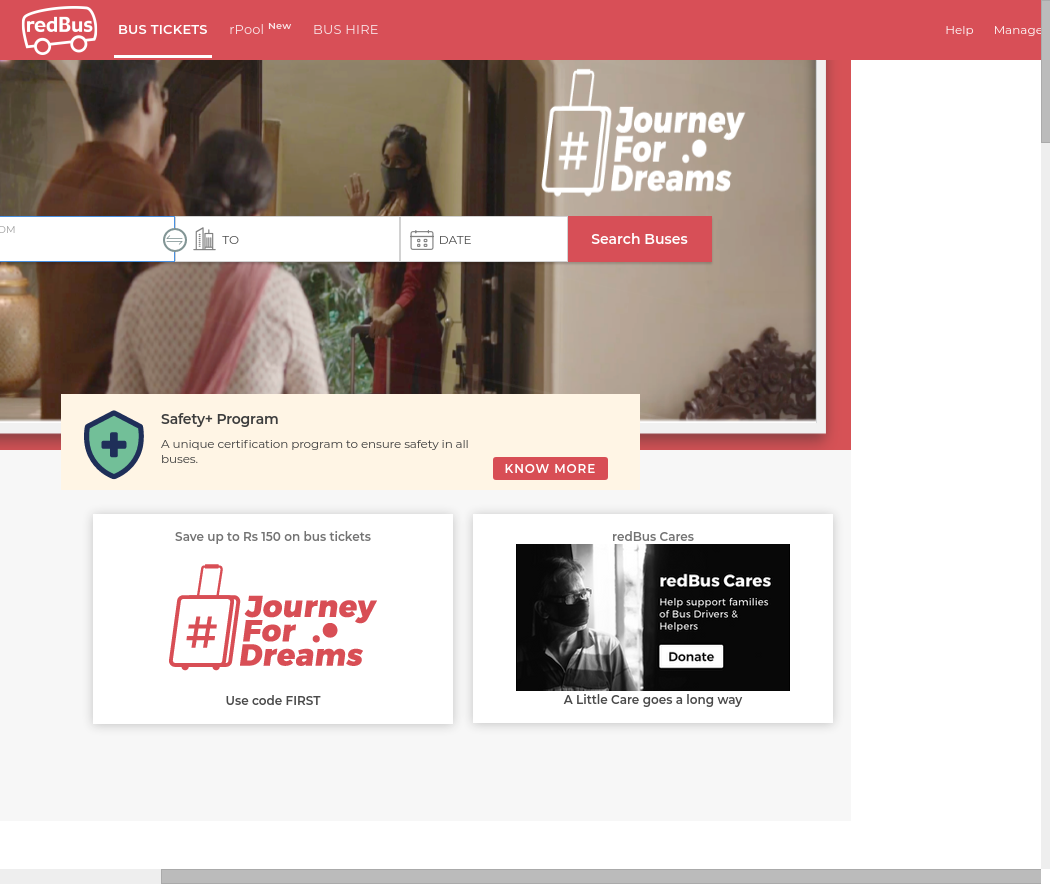 redBus
BUS TICKETS
rPool New
BUS HIRE
Help
Manage
# Journey
For
Dreams
OM
TO
DATE
Search Buses
Safety+ Program
A unique certification program to ensure safety in all
buses.
KNOW MORE
Save up to Rs 150 on bus tickets
# Journey
For
Dreams
Use code FIRST
redBus Cares
redBus Cares
Help support families
of Bus Drivers &
Helpers
Donate
A Little Care goes a long way